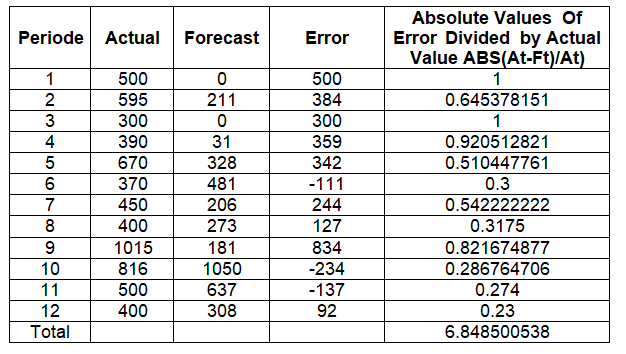 Periode Actual Forecast Error Absolute Values Of Error Divided by Actual Value ABS(At-Ft)/At)
1 500 0 500 1
2 595 211 384 0.645378151
3 300 0 300 1
4 390 31 359 0.920512821
5 670 328 342 0.510447761
6 370 481 -111 0.3
7 450 206 244 0.542222222
8 400 273 127 0.3175
9 1015 181 834 0.821674877
10 816 1050 -234 0.286764706
11 500 637 -137 0.274
12 400 308 92 0.23
Total 6.848500538